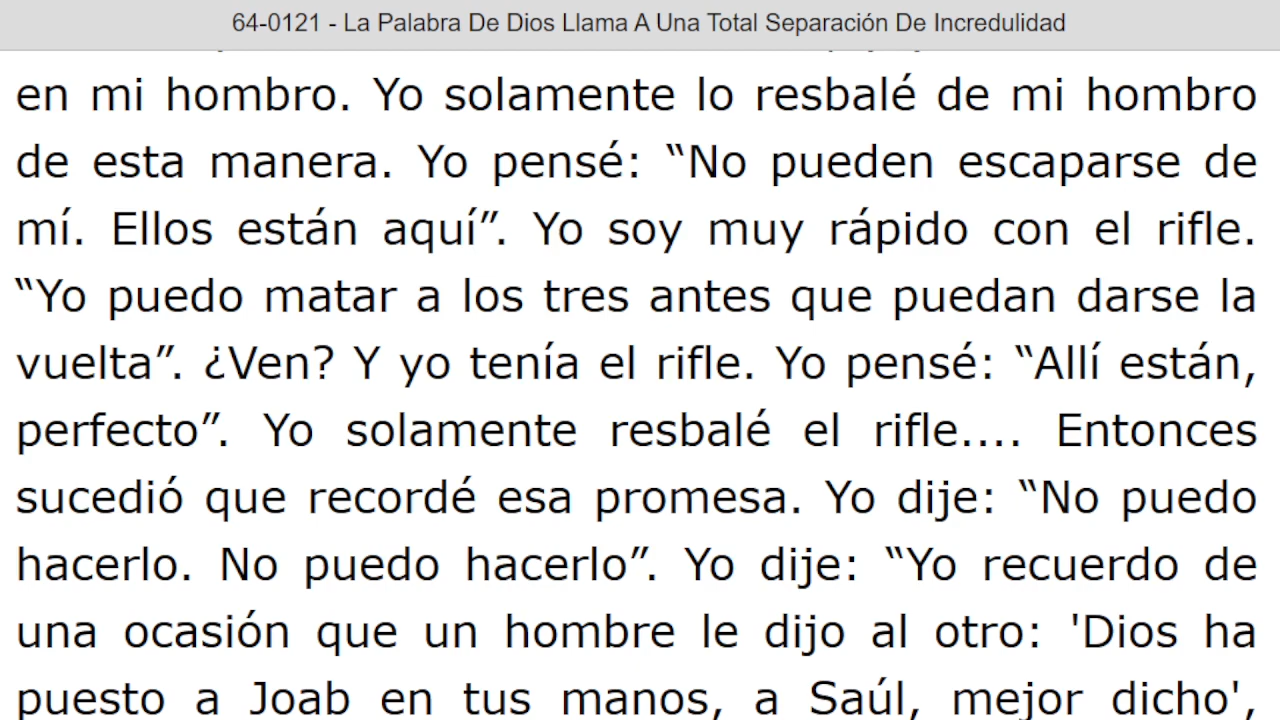 64-0121 - La Palabra De Dios Llama A Una Total Separación De Incredulidad
en mi hombro. Yo solamente lo resbalé de mi hombro
de esta manera. Yo pensé: “No pueden escaparse de
mí. Ellos están aquí”. Yo soy muy rápido con el rifle.
“Yo puedo matar a los tres antes que puedan darse la
vuelta”. ¿Ven? Y yo tenía el rifle. Yo pensé: “Allí están,
perfecto”. Yo solamente resbalé el rifle.... Entonces
sucedió que recordé esa promesa. Yo dije: “No puedo
hacerlo. No puedo hacerlo”. Yo dije: “Yo recuerdo de
una ocasión que un hombre le dijo al otro: 'Dios ha
puesto a Joab en tus manos, a Saúl, mejor dicho',